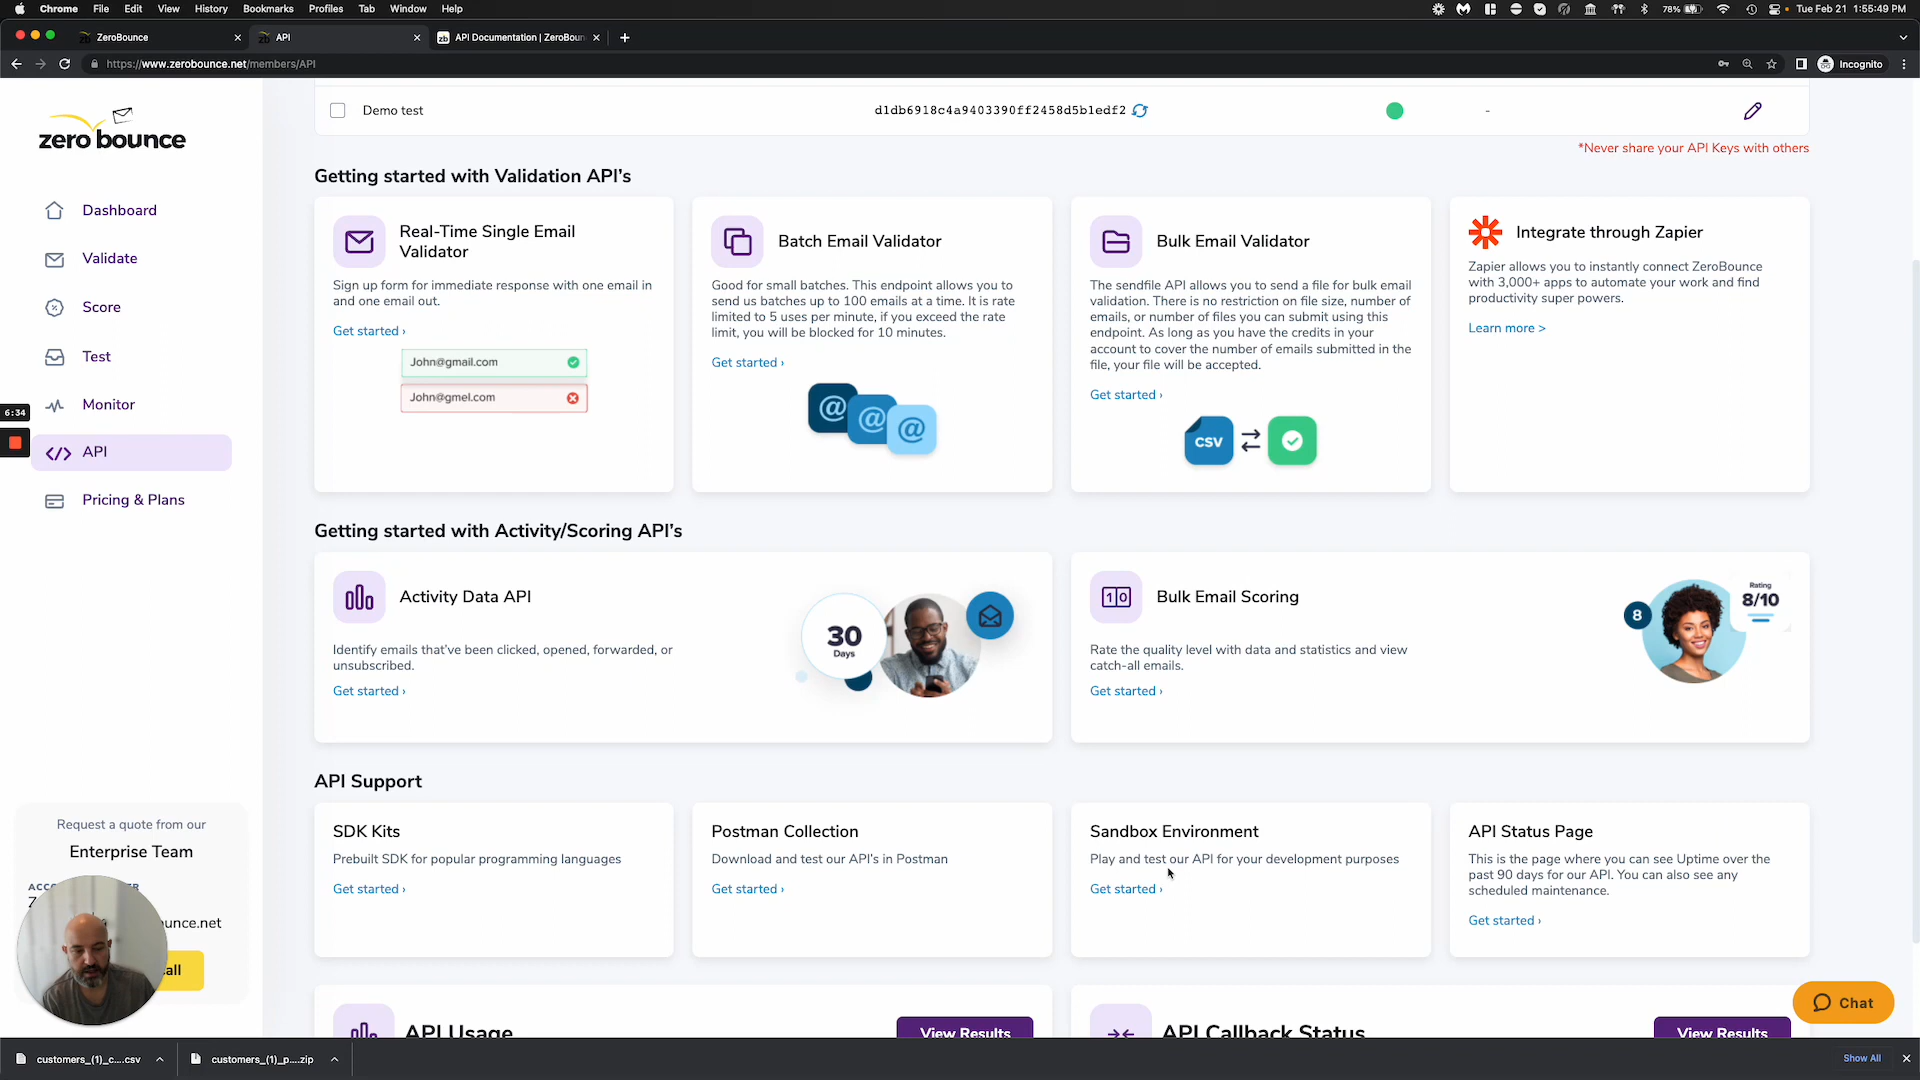 Chrome File Edit View History Bookmarks Profiles Tab Window Help
78% Tue Feb 21 1:55:49 PM
ZeroBounce
API
zb API Documentation | ZeroBoun
https://www.zerobounce.net/members/API
Incognito
zero bounce
Dashboard
Validate
Score
Test
Monitor
6:34
API
Pricing & Plans
Request a quote from our
Enterprise Team
unce.net
all
Demo test
d1db6918c4a9403390ff2458d5b1edf2
-
*Never share your API Keys with others
Getting started with Validation API's
Real-Time Single Email
Validator
Sign up form for immediate response with one email in
and one email out.
Get started ›
John@gmail.com
John@gmel.com
Batch Email Validator
Good for small batches. This endpoint allows you to
send us batches up to 100 emails at a time. It is rate
limited to 5 uses per minute, if you exceed the rate
limit, you will be blocked for 10 minutes.
Get started ›
@ @ @
Bulk Email Validator
The sendfile API allows you to send a file for bulk email
validation. There is no restriction on file size, number of
emails, or number of files you can submit using this
endpoint. As long as you have the credits in your
account to cover the number of emails submitted in the
file, your file will be accepted.
Get started ›
CSV
Integrate through Zapier
Zapier allows you to instantly connect ZeroBounce
with 3,000+ apps to automate your work and find
productivity super powers.
Learn more >
Getting started with Activity/Scoring API's
Activity Data API
Identify emails that've been clicked, opened, forwarded, or
unsubscribed.
Get started ›
30
Days
10
Bulk Email Scoring
Rate the quality level with data and statistics and view
catch-all emails.
Get started ›
8
Rating
8/10
API Support
SDK Kits
Prebuilt SDK for popular programming languages
Get started ›
Postman Collection
Download and test our API's in Postman
Get started ›
Sandbox Environment
Play and test our API for your development purposes
Get started ›
API Status Page
This is the page where you can see Uptime over the
past 90 days for our API. You can also see any
scheduled maintenance.
Get started ›
API Usage
View Results
API Callback Status
View Results
Chat
customers_(1)_c....csv
customers_(1)_p....zip
Show All